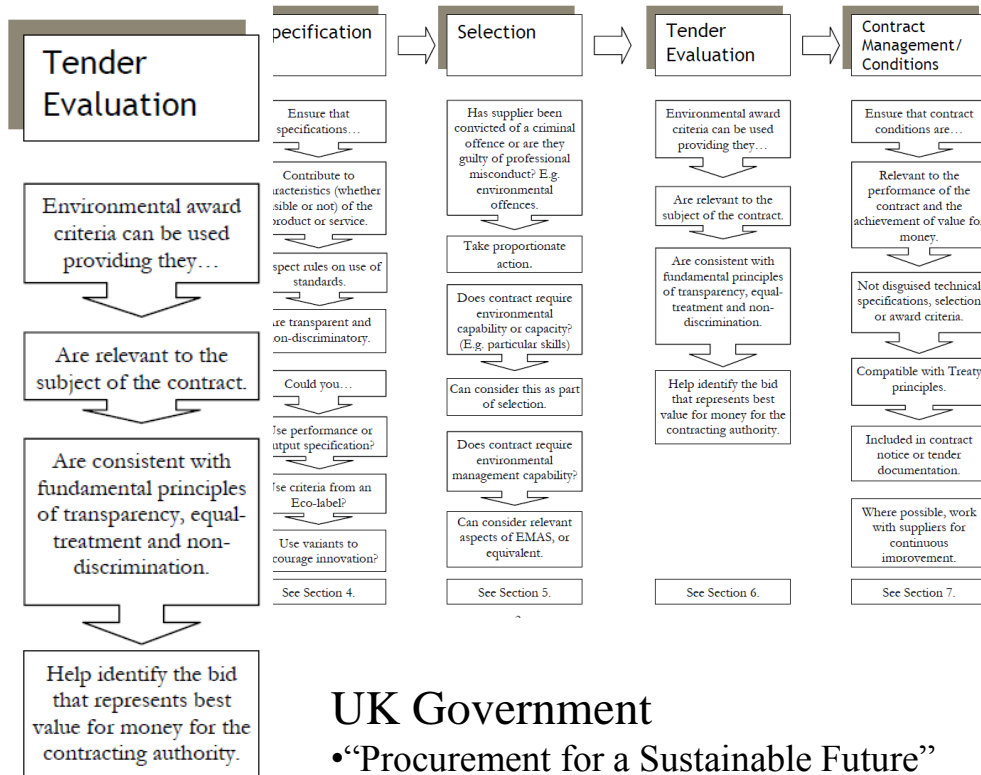 Tender
Evaluation
Environmental award
criteria can be used
providing they…
Are relevant to the
subject of the contract.
Are consistent with
fundamental principles
of transparency, equal-
treatment and non-
discrimination.
Help identify the bid
that represents best
value for money for the
contracting authority.
pecification
Ensure that
specifications…
Contribute to
racteristics (whether
sible or not) of the
product or service.
spect rules on use of
standards.
Are transparent and
on-discriminatory.
Could you…
Use performance or
utput specification?
Use criteria from an
Eco-label?
Use variants to
courage innovation?
See Section 4.
Selection
Has supplier been
convicted of a criminal
offence or are they
guilty of professional
misconduct? E.g.
environmental
offences.
Take proportionate
action.
Does contract require
environmental
capability or capacity?
(E.g. particular skills)
Can consider this as part
of selection.
Does contract require
environmental
management capability?
Can consider relevant
aspects of EMAS, or
equivalent.
See Section 5.
Tender
Evaluation
Environmental award
criteria can be used
providing they…
Are relevant to the
subject of the contract.
Are consistent with
fundamental principles
of transparency, equal-
treatment and non-
discrimination.
Help identify the bid
that represents best
value for money for the
contracting authority.
See Section 6.
Contract
Management/
Conditions
Ensure that contract
conditions are…
Relevant to the
performance of the
contract and the
achievement of value for
money.
Not disguised technical
specifications, selection
or award criteria.
Compatible with Treaty
principles.
Included in contract
notice or tender
documentation.
Where possible, work
with suppliers for
continuous
improvement.
See Section 7.
UK Government
•“Procurement for a Sustainable Future”